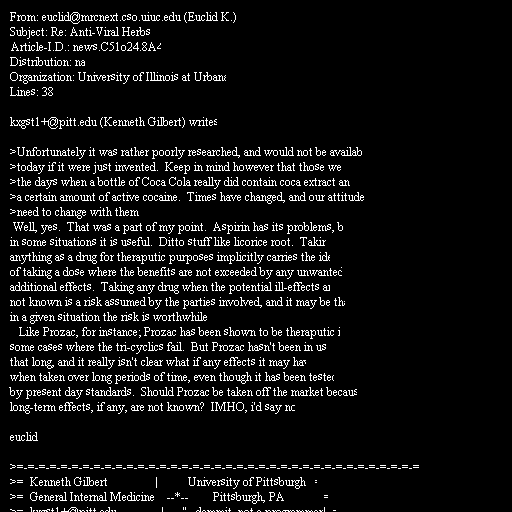 From: euclid@mrcnext.cso.uiuc.edu (Euclid K.)
Subject: Re: Anti-Viral Herbs
Article-I.D.: news.C51o24.8A
Distribution: na
Organization: University of Illinois at Urbana
Lines: 38

kxgst1+@pitt.edu (Kenneth Gilbert) writes

>Unfortunately it was rather poorly researched, and would not be availab
>today if it were just invented.  Keep in mind however that those we
>the days when a bottle of Coca Cola really did contain coca extract an
>a certain amount of active cocaine.  Times have changed, and our attitude
>need to change with them
Well, yes.  That was a part of my point.  Aspirin has its problems, b
in some situations it is useful.  Ditto stuff like licorice root.  Takin
anything as a drug for theraputic purposes implicitly carries the ide
of taking a dose where the benefits are not exceeded by any unwanted
additional effects.  Taking any drug when the potential ill-effects ar
not known is a risk assumed by the parties involved, and it may be tha
in a given situation the risk is worthwhile
Like Prozac, for instance; Prozac has been shown to be theraputic i
some cases where the tri-cyclics fail.  But Prozac hasn't been in us
that long, and it really isn't clear what if any effects it may hav
when taken over long periods of time, even though it has been tested
by present day standards.  Should Prozac be taken off the market becaus
long-term effects, if any, are not known?  IMHO, i'd say no

euclid

>=-=-=-=-=-=-=-=-=-=-=-=-=-=-=-=-=-=-=-=-=-=-=-=-=-=-=-=-=-=-=-=-=-=-=
>=  Kenneth Gilbert              |        University of Pittsburgh   =
>=  General Internal Medicine    --*--        Pittsburgh, PA             =
>=  kxgst1+@pitt.edu             |      "...dammit, not a programmer!  =